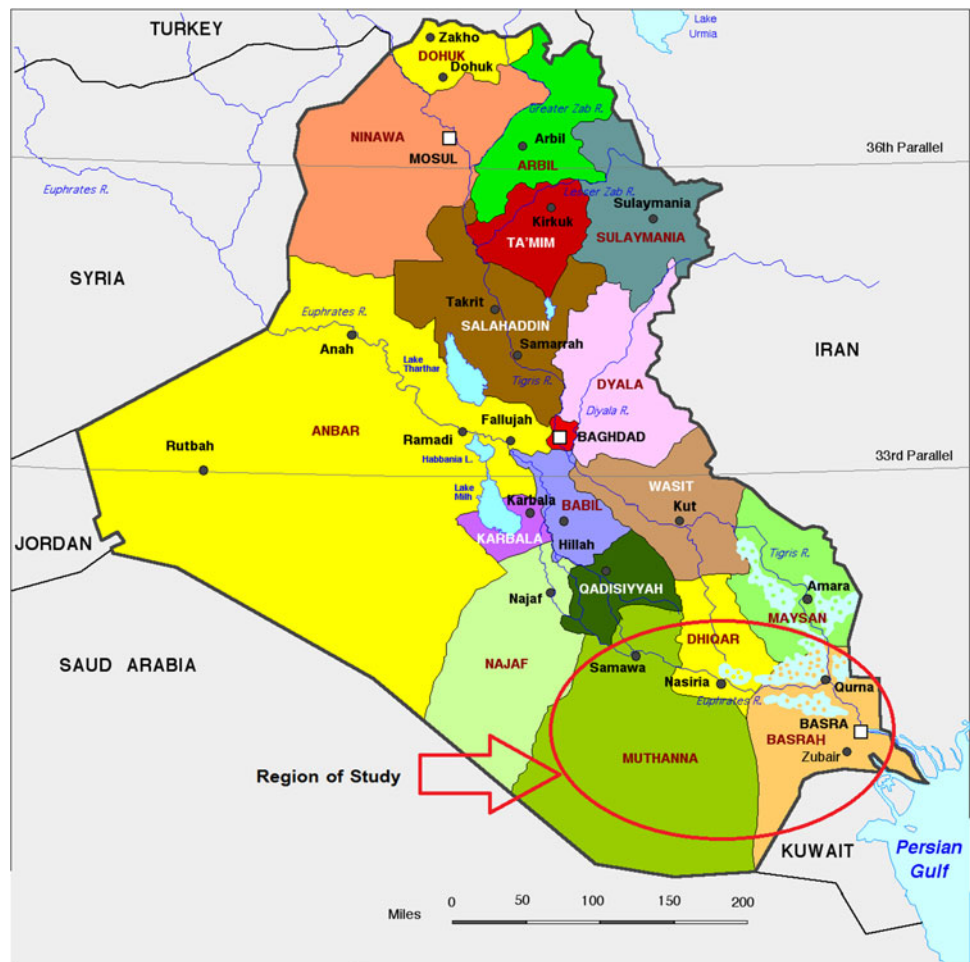 TURKEY
Lake
Urmia
Zakho
DOHUK
Dohuk
Greater Zab R.
NINAWA
Arbil
MOSUL
ARBIL
36th Parallel
Euphrates R.
Lesser Zab R.
Sulaymania
Kirkuk
TA'MIM
SULAYMANIA
SYRIA
Takrit
Euphrates R.
SALAHADDIN
Anah
Samarrah
IRAN
Lake
Tharthar
Tigris R.
DYALA
Diyala R.
Fallujah
ANBAR
Ramadi
BAGHDAD
Rutbah
Habbania L.
33rd Parallel
WASIT
Lake
Milh
Karbala
BABIL
Kut
KARBALA
Hillah
JORDAN
Tigris R.
QADISIYYAH
Amara
Najaf
MAYSAN
DHIQAR
SAUD ARABIA
NAJAF
Samawa
Nasiria
Qurna
Euphrates R.
BASRA
BASRAH
MUTHANNA
Zubair
Region of Study
KUWAIT
Persian
Gulf
Miles
0 50 100 150 200